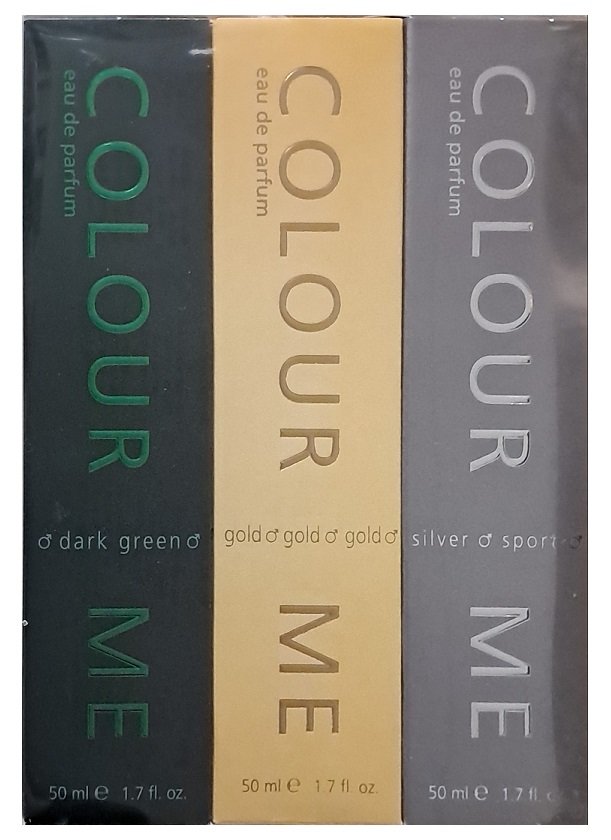 COLOUR ME
eau de parfum
♂ dark green ♂
50 ml ℮ 1.7 fl. oz.
COLOUR ME
eau de parfum
gold ♂ gold ♂ gold ♂
50 ml ℮ 1.7 fl. oz.
COLOUR ME
eau de parfum
silver ♂ sport ♂
50 ml ℮ 1.7 fl.